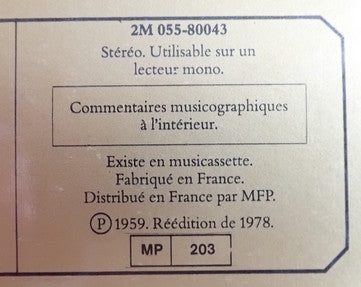 2M 055-80043
Stéréo. Utilisable sur un
lecteur mono.
Commentaires musicographiques
à l'intérieur.
Existe en musicassette.
Fabriqué en France.
Distribué en France par MFP.
Ⓟ 1959. Réédition de 1978.
MP 203